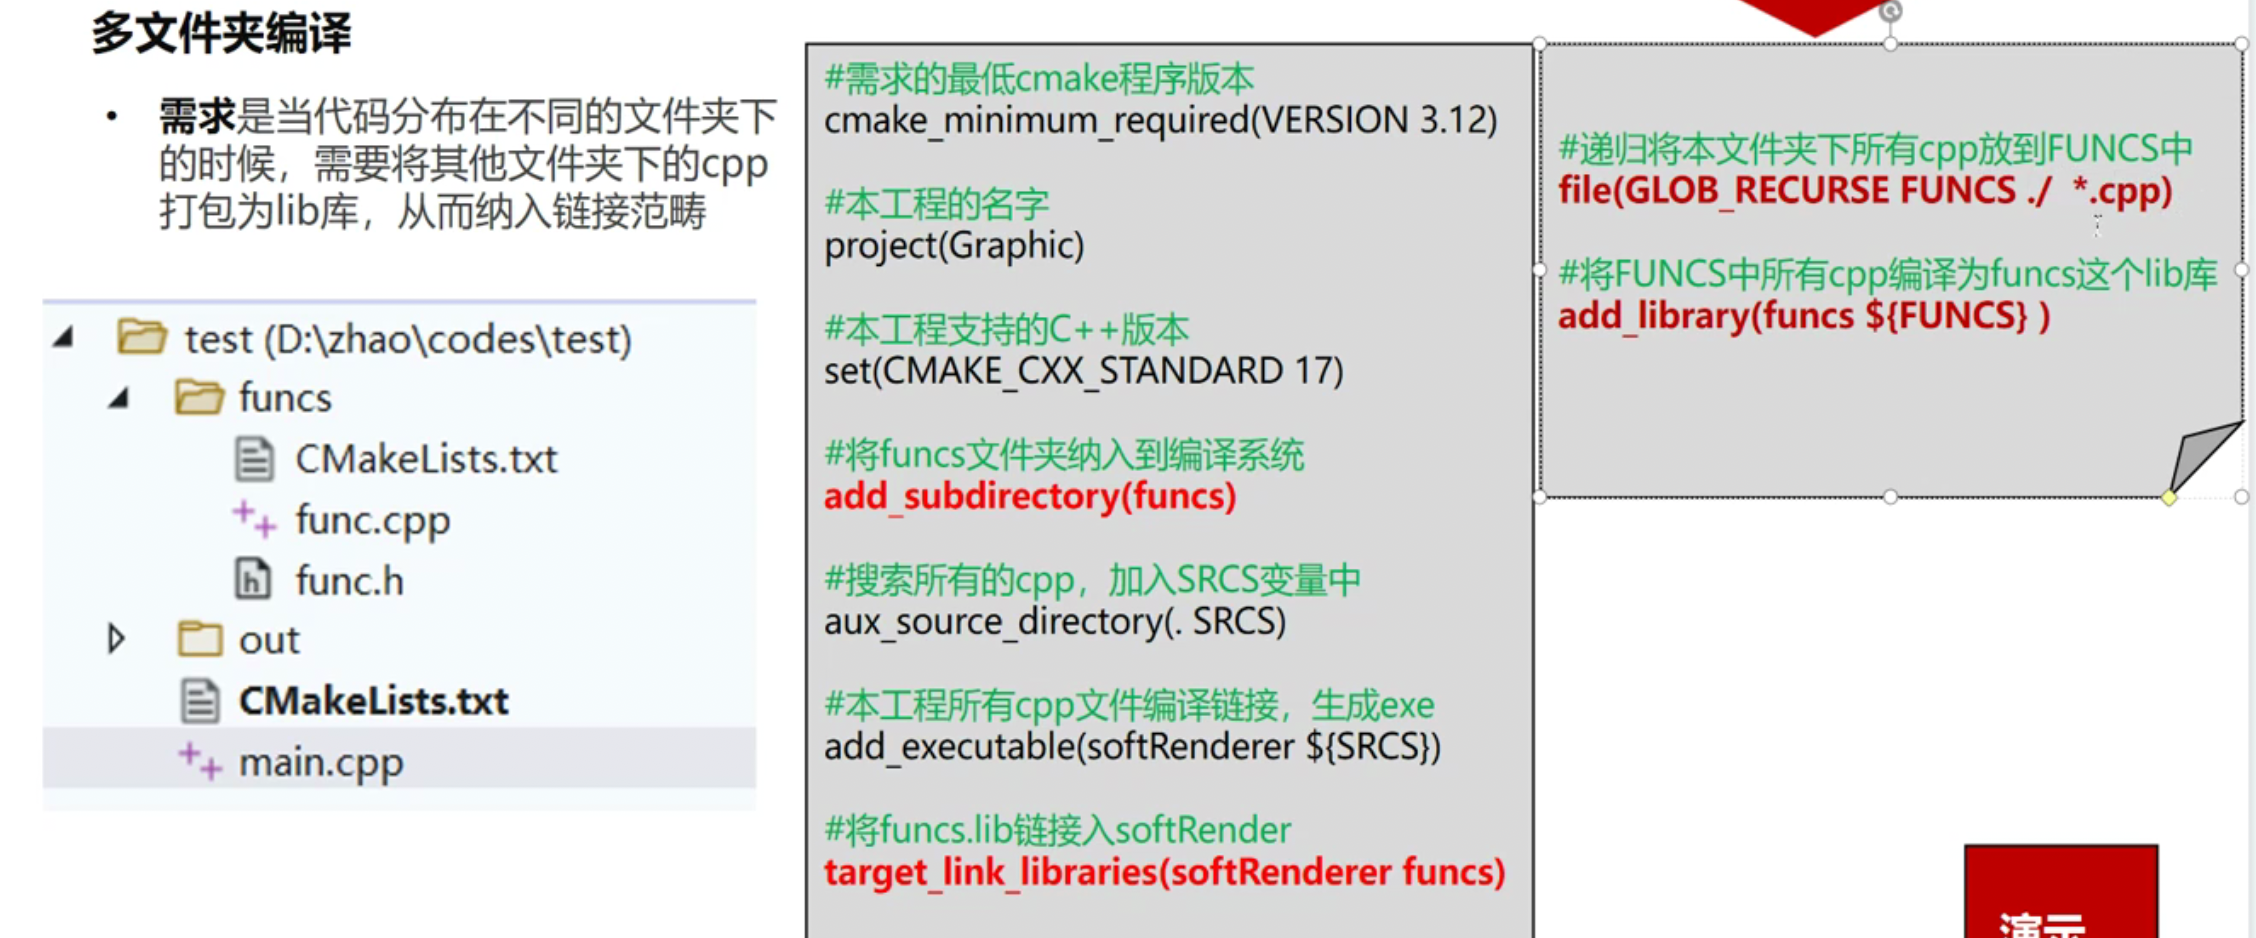 多文件夹编译
• 需求是当代码分布在不同的文件夹下
的时候，需要将其他文件夹下的cpp
打包为lib库，从而纳入链接范畴
test (D:\zhao\codes\test)
funcs
CMakeLists.txt
func.cpp
func.h
out
CMakeLists.txt
main.cpp
#需求的最低cmake程序版本
cmake_minimum_required(VERSION 3.12)
#本工程的名字
project(Graphic)
#本工程支持的C++版本
set(CMAKE_CXX_STANDARD 17)
#将funcs文件夹纳入到编译系统
add_subdirectory(funcs)
#搜索所有的cpp，加入SRCS变量中
aux_source_directory(. SRCS)
#本工程所有cpp文件编译链接，生成exe
add_executable(softRenderer ${SRCS})
#将funcs.lib链接入softRender
target_link_libraries(softRenderer funcs)
#递归将本文件夹下所有cpp放到FUNCS中
file(GLOB_RECURSE FUNCS ./  *.cpp)
#将FUNCS中所有cpp编译为funcs这个lib库
add_library(funcs ${FUNCS} )
演示